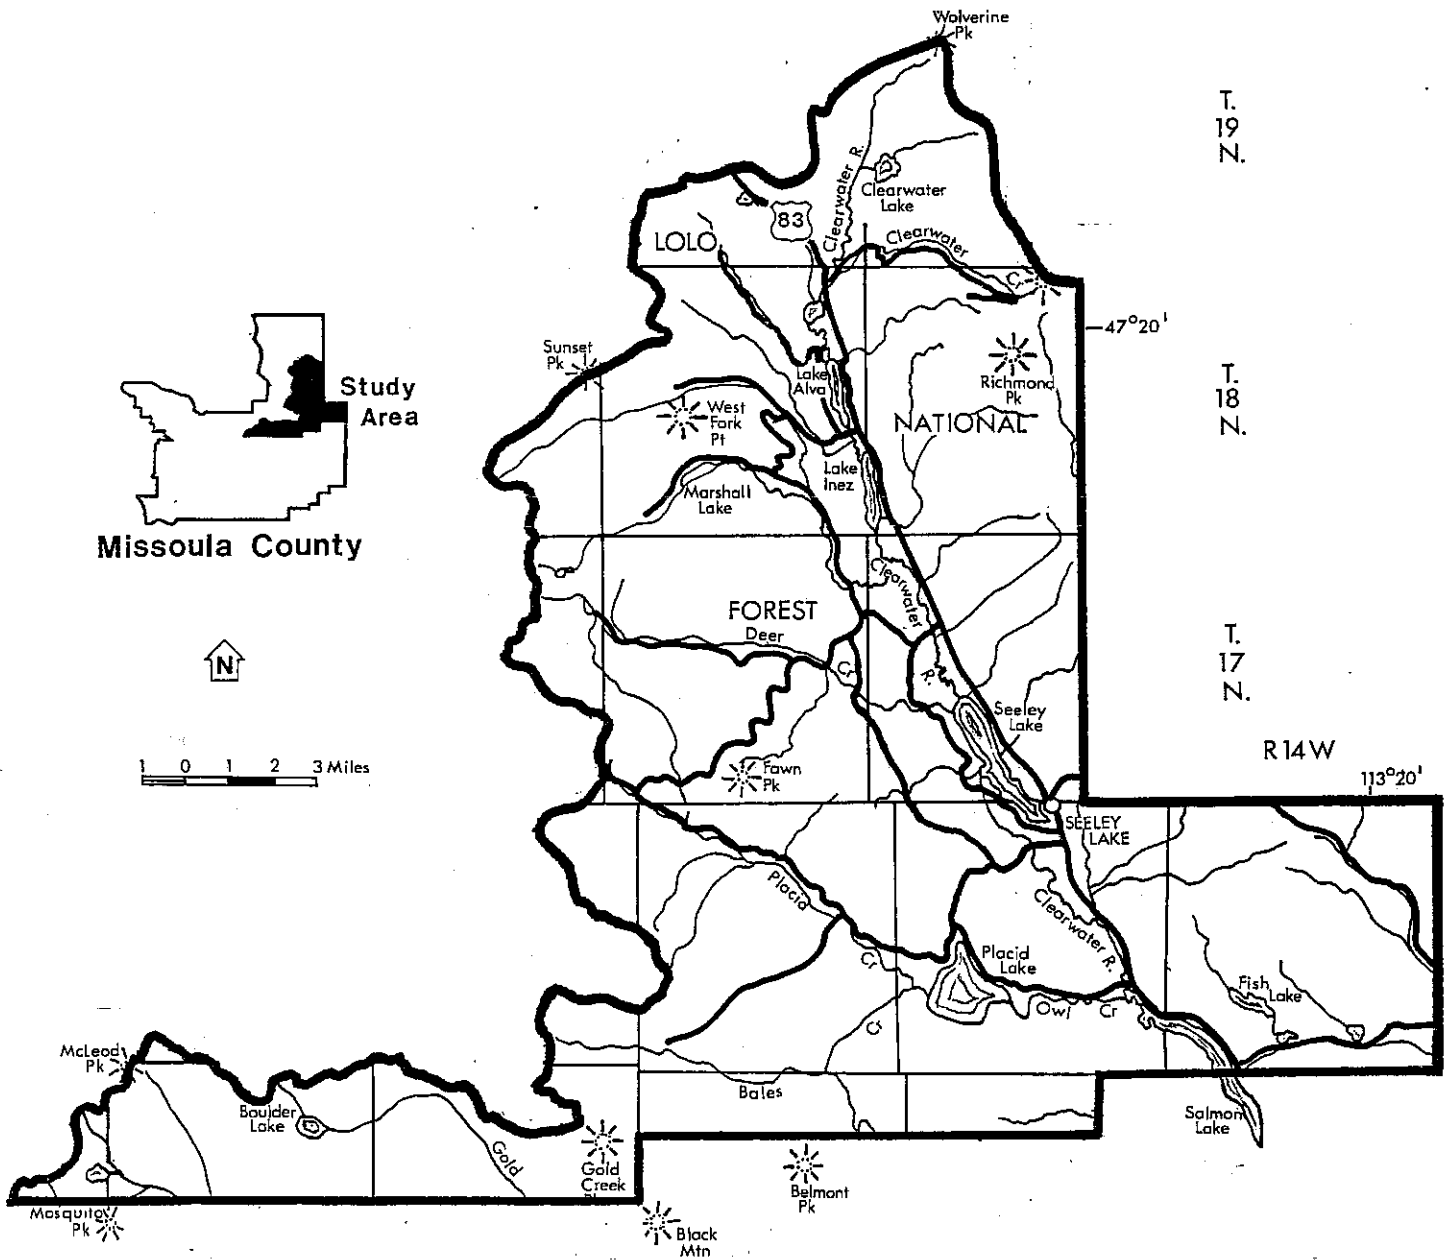 Wolverine
Pk
T.
19
N.
Clearwater R.
Clearwater
Lake
83
LOLO
Clearwater
Cr
47°20'
Sunset
Pk
Study
Area
Lake
Alva
Richmond
Pk
T.
18
N.
West
Fork
Pt
NATIONAL
Lake
Inez
Marshall
Lake
Missoula County
Clearwater
R.
FOREST
Deer
Cr
T.
17
N.
N
Seeley
Lake
R14W
1 0 1 2 3 Miles
Fawn
Pk
113°20'
SEELEY
LAKE
Placid
Cr
Clearwater R.
Placid
Lake
Fish
Lake
Owl Cr
Cr
McLeod
Pk
Bales
Boulder
Lake
Salmon
Lake
Gold
Gold
Creek
Belmont
Pk
Mosquito
Pk
Black
Mtn